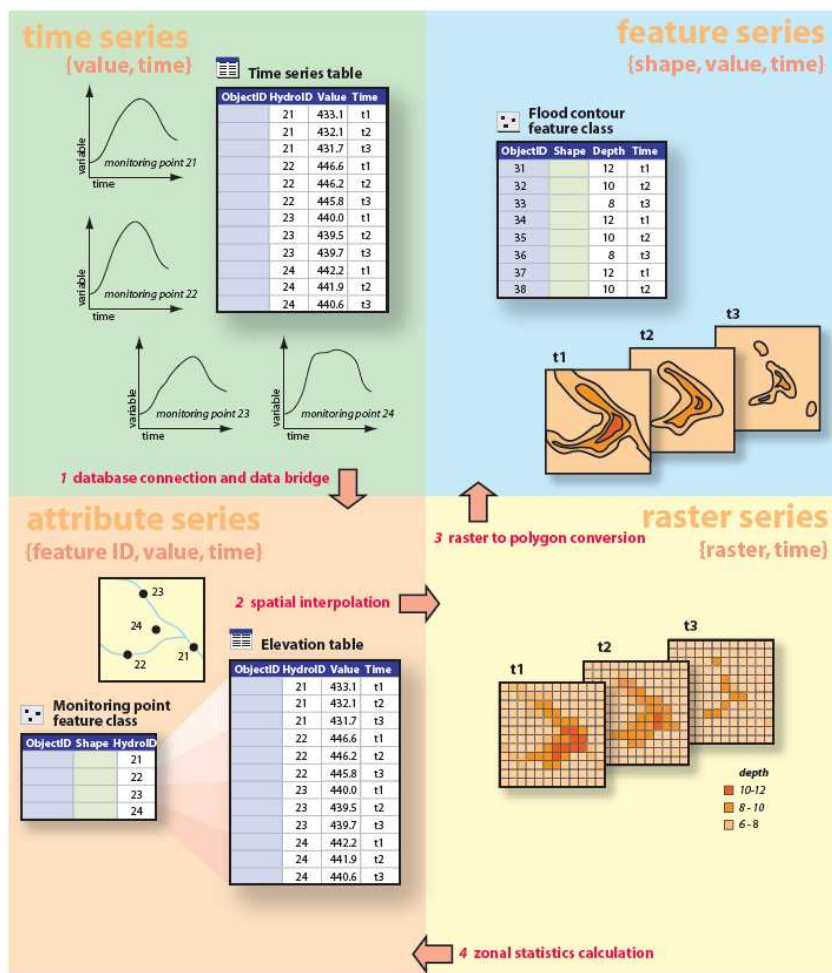 time series
{value, time}
Time series table
ObjectID HydroID Value Time
21 433.1 t1
21 432.1 t2
21 431.7 t3
22 446.6 t1
22 446.2 t2
22 445.8 t3
23 440.0 t1
23 439.5 t2
23 439.7 t3
24 442.2 t1
24 441.9 t2
24 440.6 t3
variable
monitoring point 21
time
variable
monitoring point 22
time
variable
monitoring point 23
time
variable
monitoring point 24
time
feature series
{shape, value, time}
Flood contour
feature class
ObjectID Shape Depth Time
31 12 t1
32 10 t2
33 8 t3
34 12 t1
35 10 t2
36 8 t3
37 12 t1
38 10 t2
t1
t2
t3
1 database connection and data bridge
attribute series
{feature ID, value, time}
23
24
22
21
2 spatial interpolation
Elevation table
ObjectID HydroID Value Time
21 433.1 t1
21 432.1 t2
21 431.7 t3
22 446.6 t1
22 446.2 t2
22 445.8 t3
23 440.0 t1
23 439.5 t2
23 439.7 t3
24 442.2 t1
24 441.9 t2
24 440.6 t3
Monitoring point
feature class
ObjectID Shape HydroID
21
22
23
24
3 raster to polygon conversion
raster series
{raster, time}
t1
t2
t3
depth
10-12
8 - 10
6 - 8
4 zonal statistics calculation